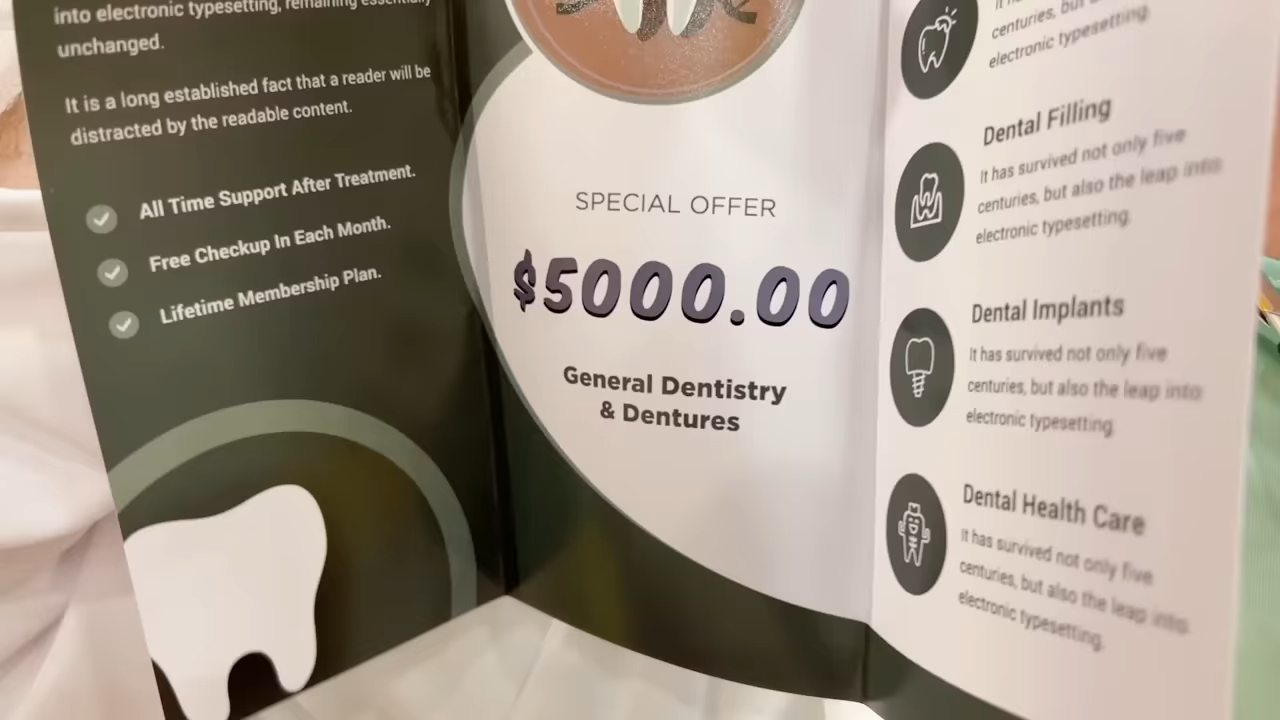 into electronic typesetting, remaining essentially
unchanged.
It is a long established fact that a reader will be
distracted by the readable content.
All Time Support After Treatment.
Free Checkup In Each Month.
Lifetime Membership Plan.
SPECIAL OFFER
$5000.00
General Dentistry
& Dentures
centuries, but
electronic typesetting.
Dental Filling
It has survived not only five
centuries, but also the leap into
electronic typesetting.
Dental Implants
It has survived not only five
centuries, but also the leap into
electronic typesetting.
Dental Health Care
It has survived not only five
centuries, but also the leap into
electronic typesetting.